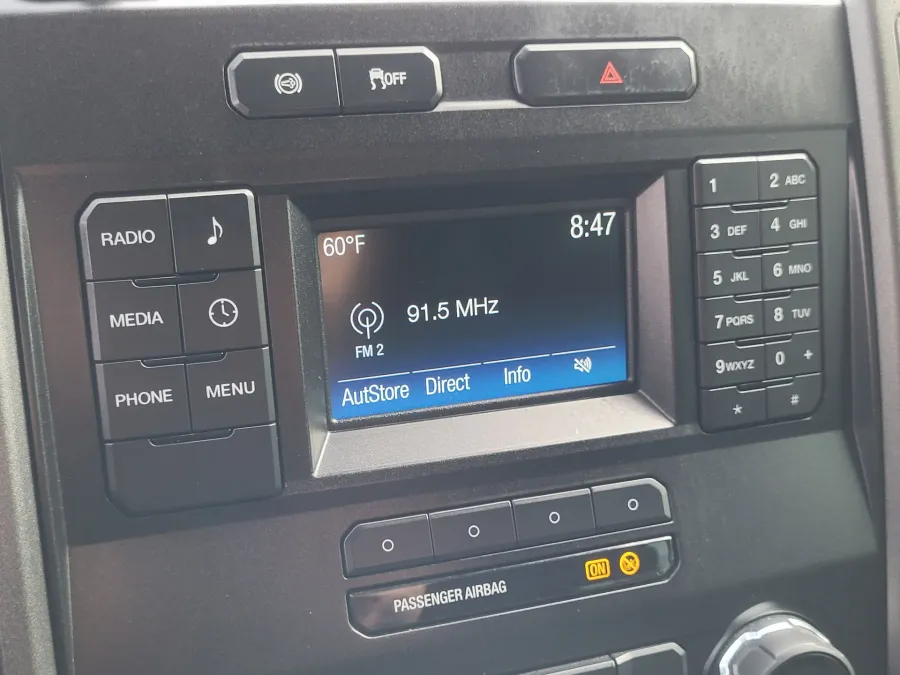 OFF
RADIO
MEDIA
PHONE MENU
60°F 8:47
91.5 MHz
FM 2
AutStore Direct Info
1 2 ABC
3 DEF 4 GHI
5 JKL 6 MNO
7 PQRS 8 TUV
9 WXYZ 0 +
* #
PASSENGER AIRBAG ON